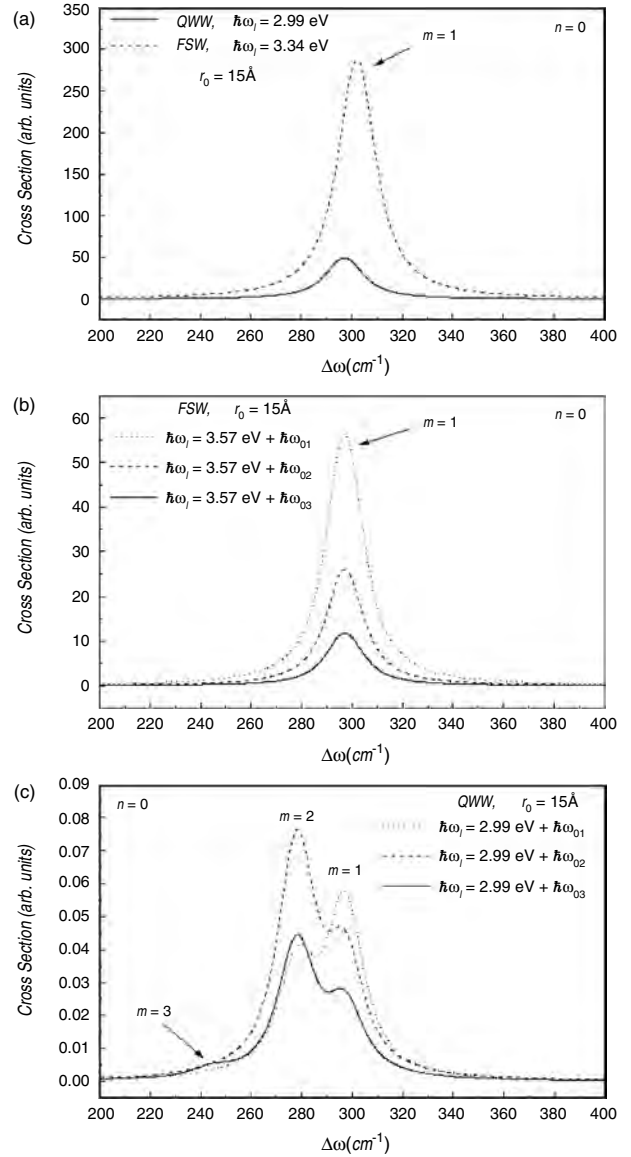 (a)
QWW, ℏω_l = 2.99 eV
FSW, ℏω_l = 3.34 eV
r_0 = 15Å
m = 1
n = 0
350
300
250
200
150
100
50
0
Cross Section (arb. units)
200 220 240 260 280 300 320 340 360 380 400
Δω(cm^-1)
(b)
FSW, r_0 = 15Å
ℏω_l = 3.57 eV + ℏω_01
ℏω_l = 3.57 eV + ℏω_02
ℏω_l = 3.57 eV + ℏω_03
m = 1
n = 0
60
50
40
30
20
10
0
Cross Section (arb. units)
200 220 240 260 280 300 320 340 360 380 400
Δω(cm^-1)
(c)
n = 0
m = 2
m = 1
m = 3
QWW, r_0 = 15Å
ℏω_l = 2.99 eV + ℏω_01
ℏω_l = 2.99 eV + ℏω_02
ℏω_l = 2.99 eV + ℏω_03
0.09
0.08
0.07
0.06
0.05
0.04
0.03
0.02
0.01
0.00
Cross Section (arb. units)
200 220 240 260 280 300 320 340 360 380 400
Δω(cm^-1)